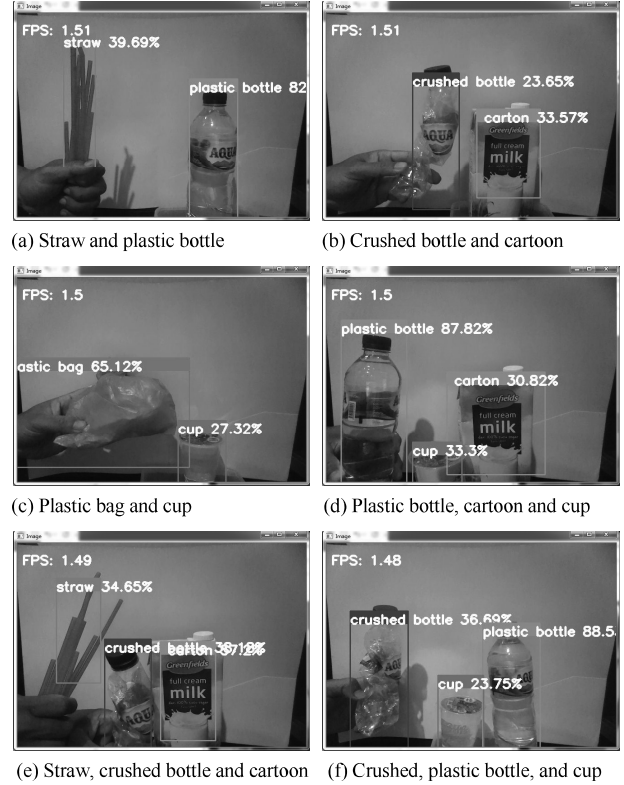 Image
FPS: 1.51
straw 39.69%
plastic bottle 82
AQUA
(a) Straw and plastic bottle
Image
FPS: 1.51
crushed bottle 23.65%
carton 33.57%
Greenfields
full cream
milk
AQUA
(b) Crushed bottle and cartoon
Image
FPS: 1.5
astic bag 65.12%
cup 27.32%
(c) Plastic bag and cup
Image
FPS: 1.5
plastic bottle 87.82%
carton 30.82%
Greenfields
full cream
milk
cup 33.3%
(d) Plastic bottle, cartoon and cup
Image
FPS: 1.49
straw 34.65%
crushed bottle
Greenfields
full cream
milk
AQUA
(e) Straw, crushed bottle and cartoon
Image
FPS: 1.48
crushed bottle 36.69%
plastic bottle 88.5
AQUA
cup 23.75%
(f) Crushed, plastic bottle, and cup